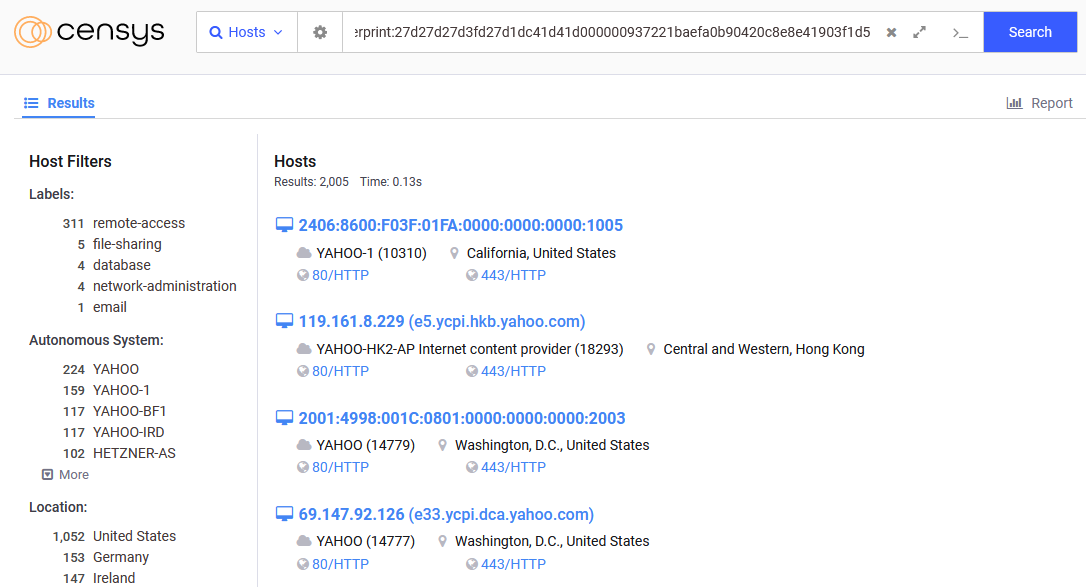 censys
Hosts
erprint:27d27d27d3fd27d1dc41d41d000000937221baefa0b90420c8e8e41903f1d5
Search
Results
Report
Host Filters
Labels:
311 remote-access
5 file-sharing
4 database
4 network-administration
1 email
Autonomous System:
224 YAHOO
159 YAHOO-1
117 YAHOO-BF1
117 YAHOO-IRD
102 HETZNER-AS
More
Location:
1,052 United States
153 Germany
147 Ireland
Hosts
Results: 2,005 Time: 0.13s
2406:8600:F03F:01FA:0000:0000:0000:1005
YAHOO-1 (10310) California, United States
80/HTTP 443/HTTP
119.161.8.229 (e5.ycpi.hkb.yahoo.com)
YAHOO-HK2-AP Internet content provider (18293) Central and Western, Hong Kong
80/HTTP 443/HTTP
2001:4998:001C:0801:0000:0000:0000:2003
YAHOO (14779) Washington, D.C., United States
80/HTTP 443/HTTP
69.147.92.126 (e33.ycpi.dca.yahoo.com)
YAHOO (14777) Washington, D.C., United States
80/HTTP 443/HTTP